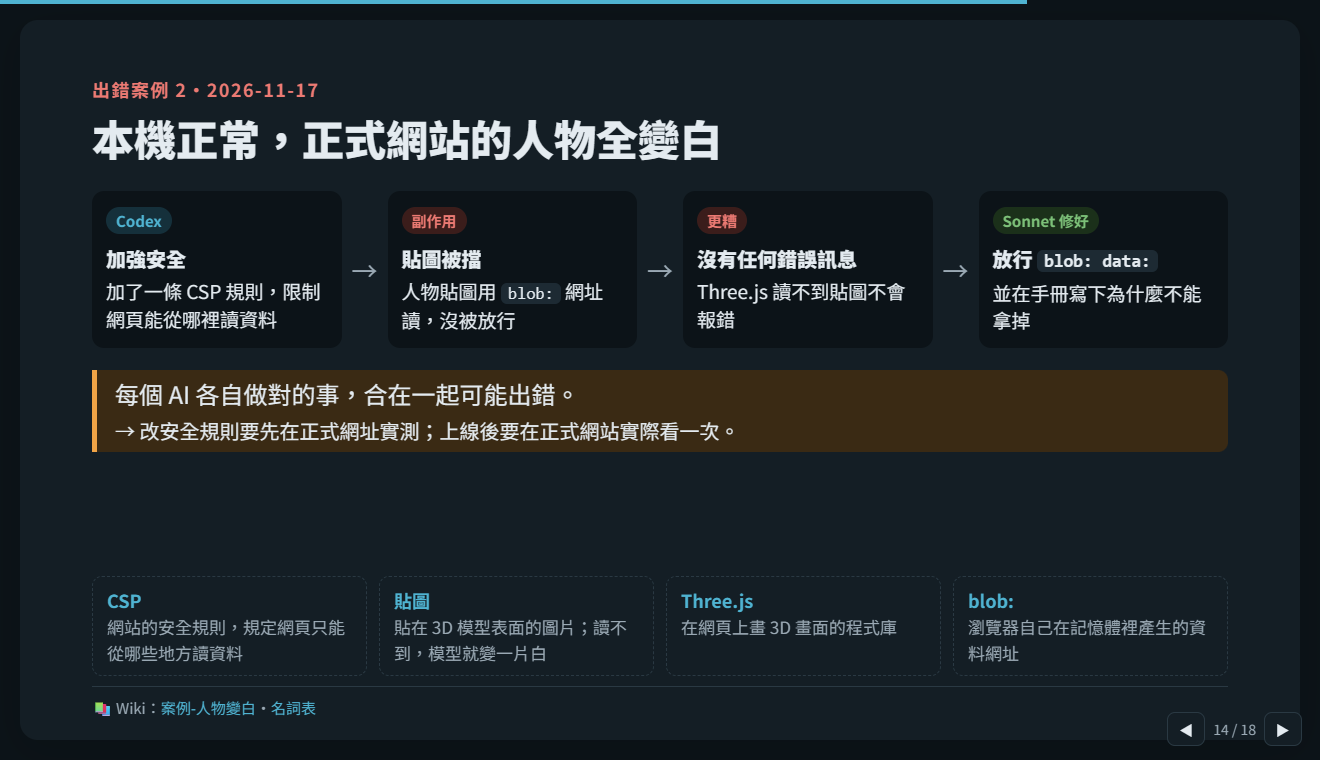 出錯案例 2・2026-11-17
本機正常，正式網站的人物全變白
Codex
加強安全
加了一條 CSP 規則，限制
網頁能從哪裡讀資料
→
副作用
貼圖被擋
人物貼圖用 blob: 網址
讀，沒被放行
→
更糟
沒有任何錯誤訊息
Three.js 讀不到貼圖不會
報錯
→
Sonnet 修好
放行 blob: data:
並在手冊寫下為什麼不能
拿掉
每個 AI 各自做對的事，合在一起可能出錯。
→ 改安全規則要先在正式網址實測；上線後要在正式網站實際看一次。
CSP
網站的安全規則，規定網頁只能
從哪些地方讀資料
貼圖
貼在 3D 模型表面的圖片；讀不
到，模型就變一片白
Three.js
在網頁上畫 3D 畫面的程式庫
blob:
瀏覽器自己在記憶體裡產生的資
料網址
Wiki：案例-人物變白・名詞表
◀ 14 / 18 ▶